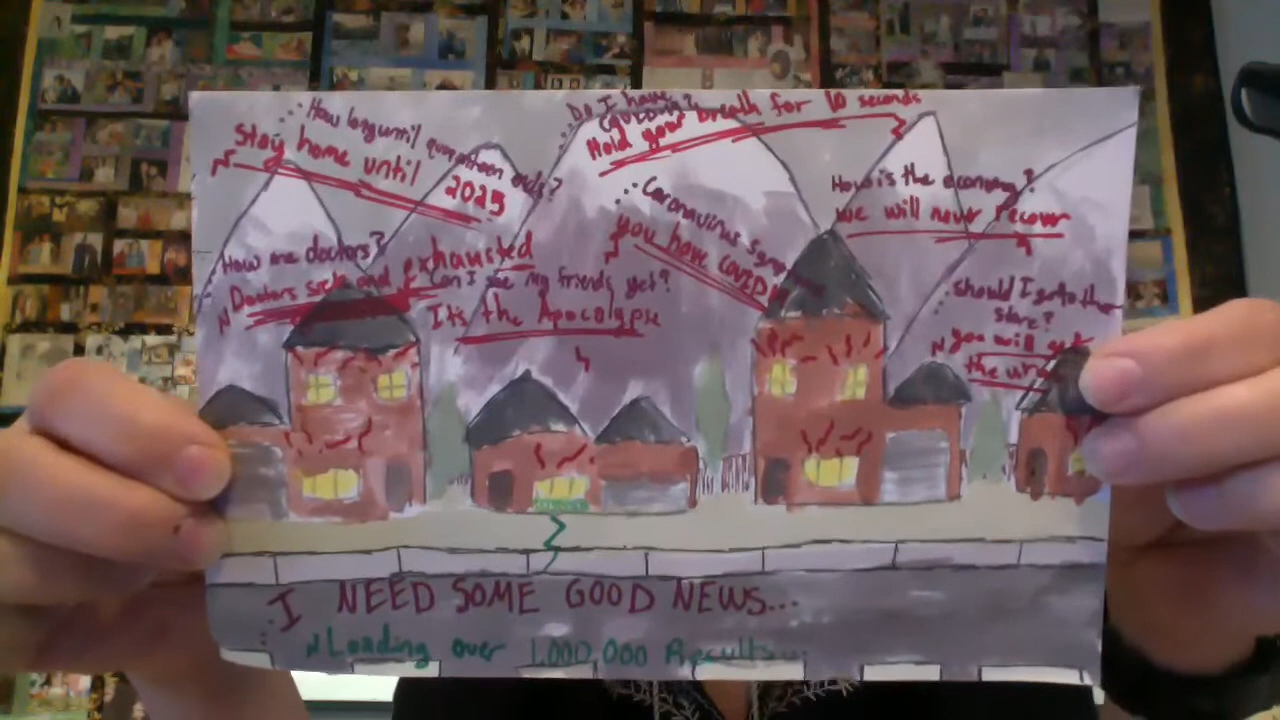 How long until quarantine ends?
Stay home until
2025
Do I have
covid19?
Hold your breath for 10 seconds
How is the economy?
we will never recover
Coronavirus
you have COVID
How are doctors?
Doctors sick and exhausted
Can I see my friends yet?
It's the Apocalypse
should I go to the
store?
you will get
the
I NEED SOME GOOD NEWS...
Loading over 1,000,000 Results...